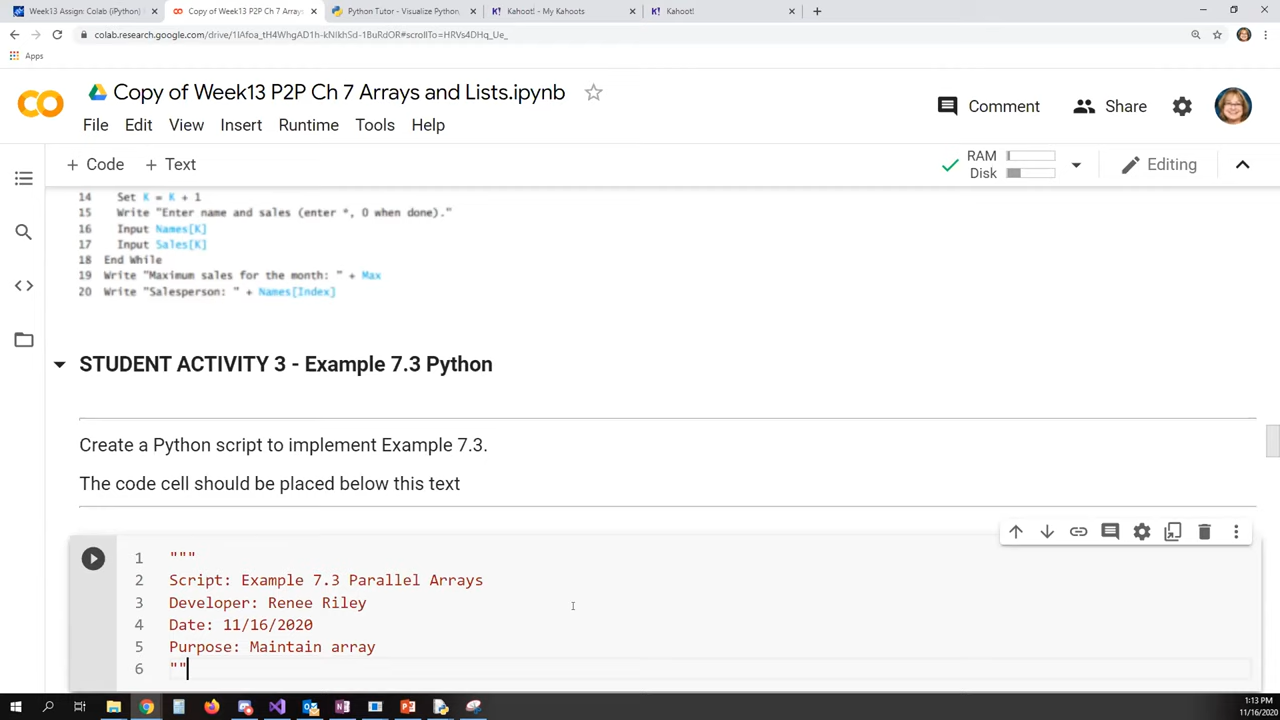 Week13 Assign: Colab (iPython)
Copy of Week13 P2P Ch 7 Arrays
Python Tutor - Visualize Python,
Kahoot! - My Kahoots
Kahoot!
Apps
Copy of Week13 P2P Ch 7 Arrays and Lists.ipynb
Comment
Share
File Edit View Insert Runtime Tools Help
+ Code + Text
RAM
Disk
Editing
14 Set K = K + 1
15 Write "Enter name and sales (enter *, 0 when done)."
16 Input Names[K]
17 Input Sales[K]
18 End While
19 Write "Maximum sales for the month: " + Max
20 Write "Salesperson: " + Names[Index]
STUDENT ACTIVITY 3 - Example 7.3 Python
Create a Python script to implement Example 7.3.
The code cell should be placed below this text
1 """
2 Script: Example 7.3 Parallel Arrays
3 Developer: Renee Riley
4 Date: 11/16/2020
5 Purpose: Maintain array
6 ""
1:13 PM
11/16/2020